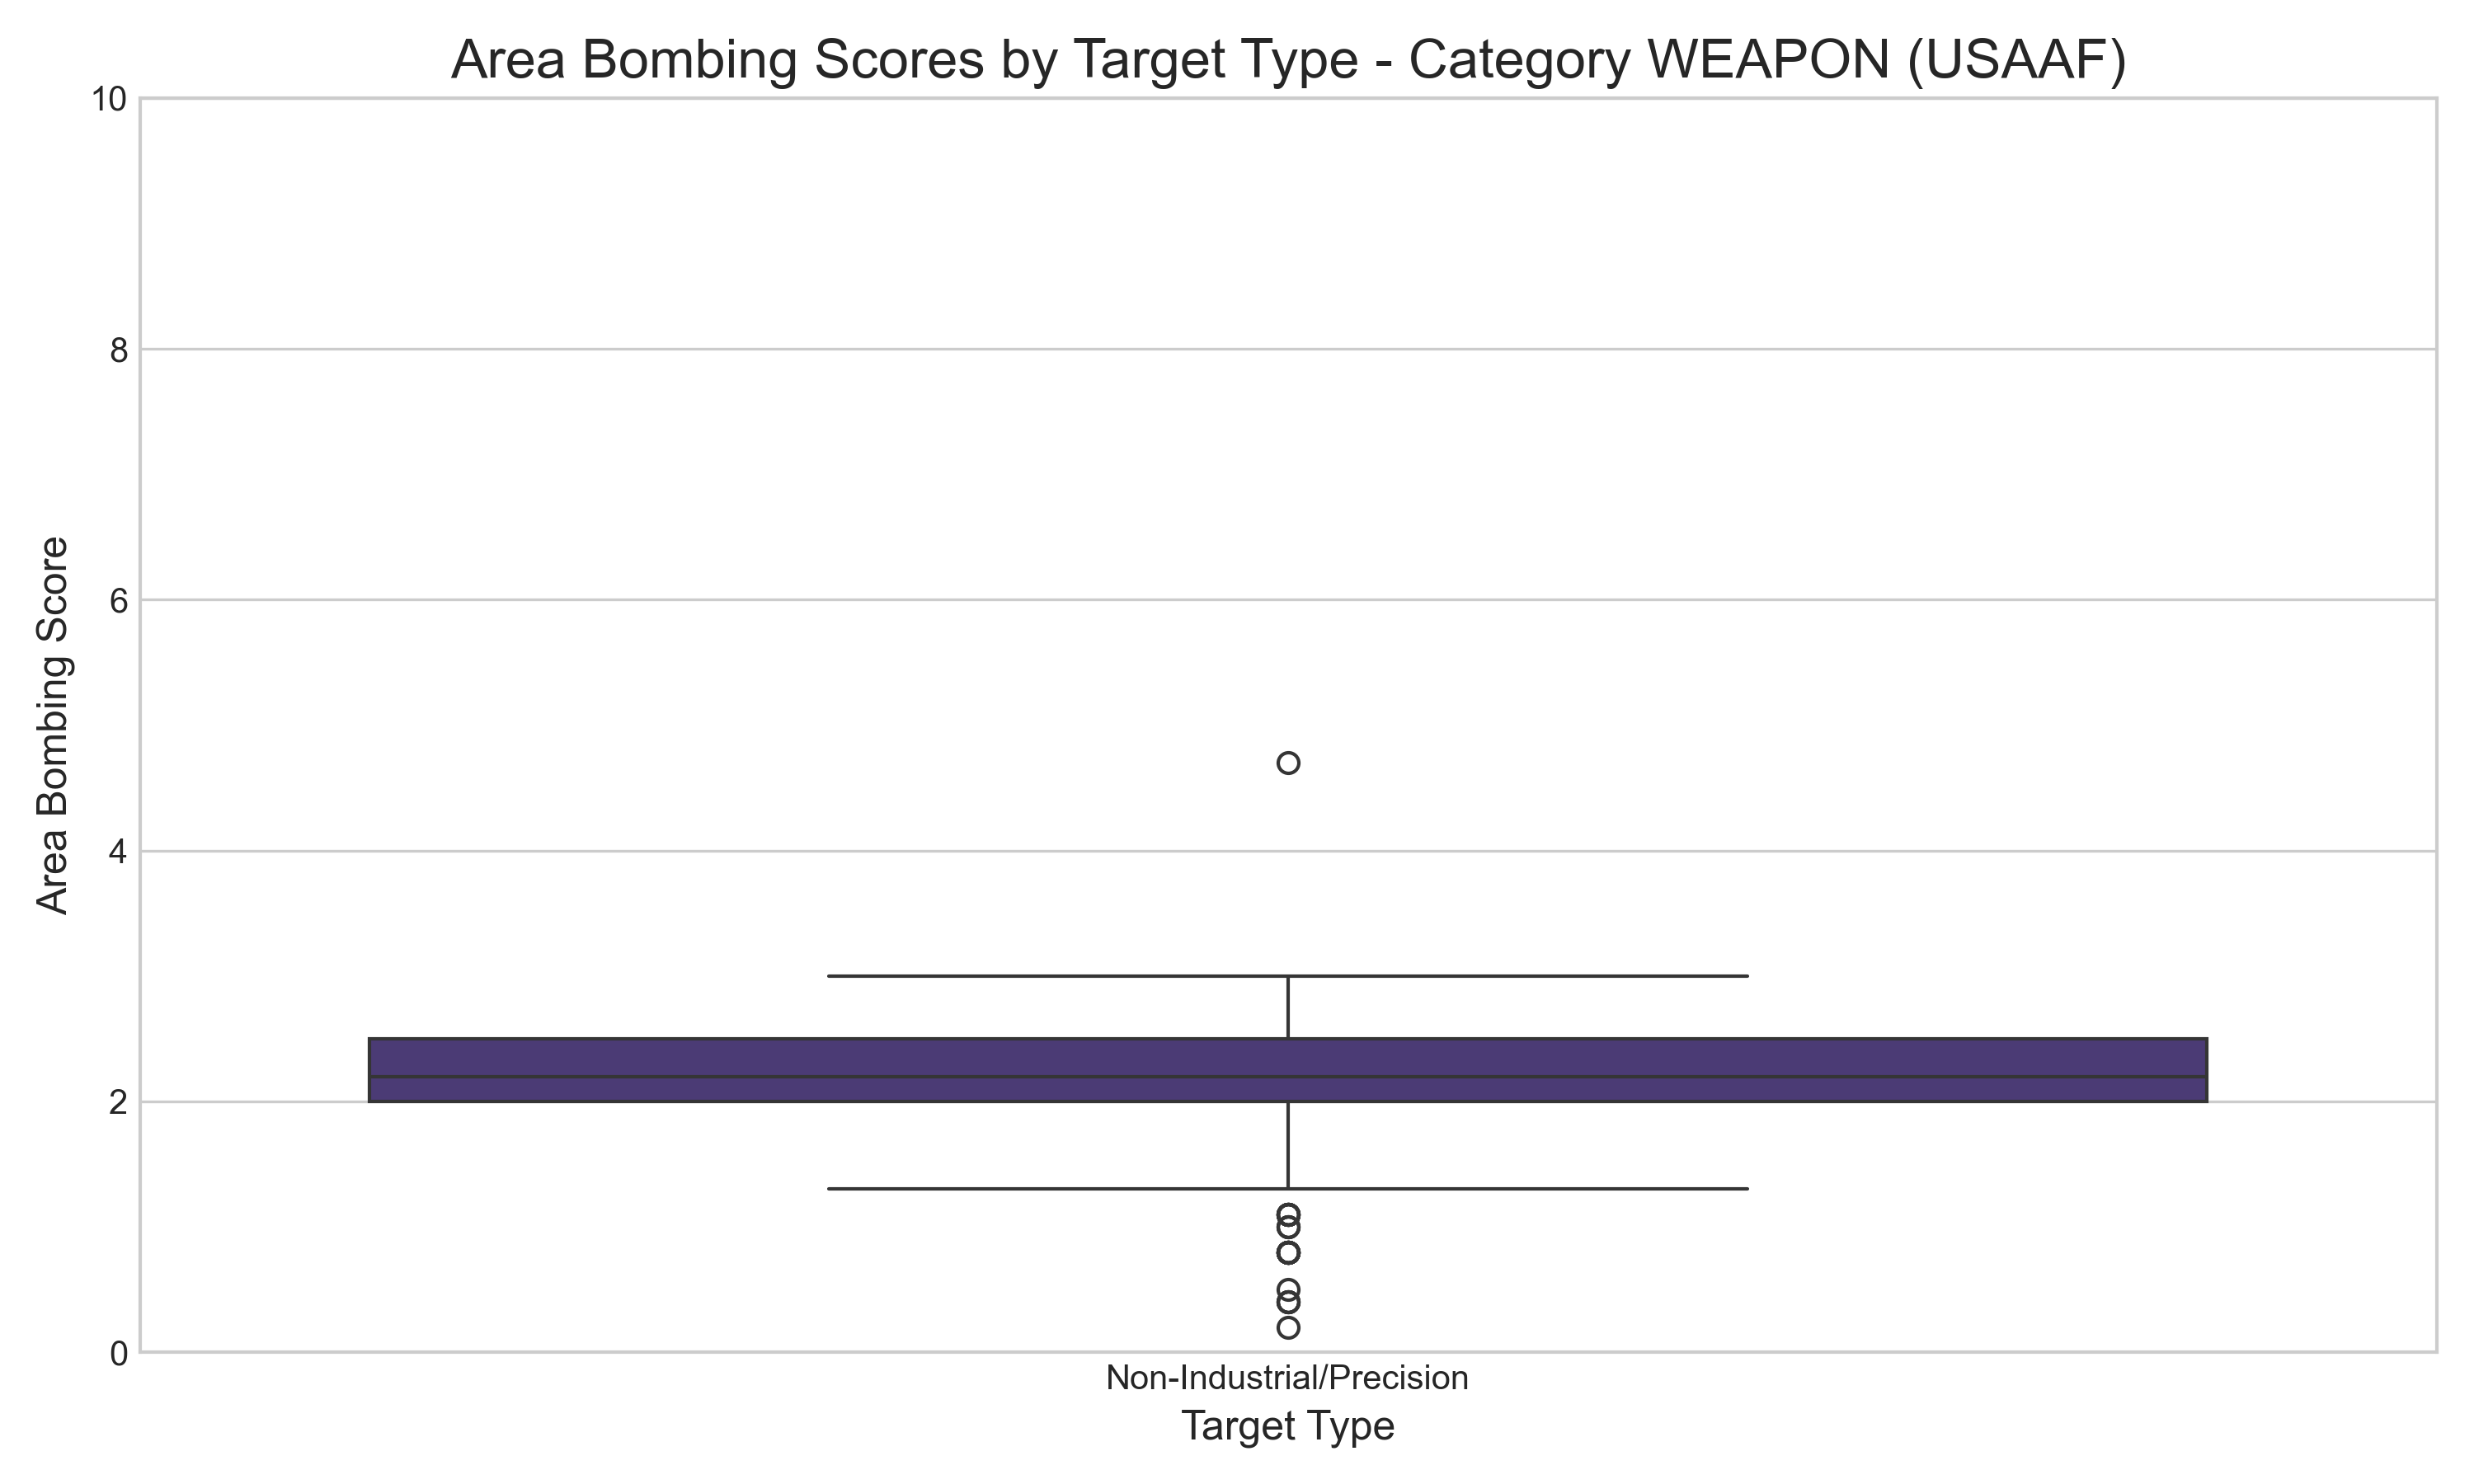 Area Bombing Scores by Target Type - Category WEAPON (USAAF)
10
8
6
4
2
0
Area Bombing Score
Non-Industrial/Precision
Target Type